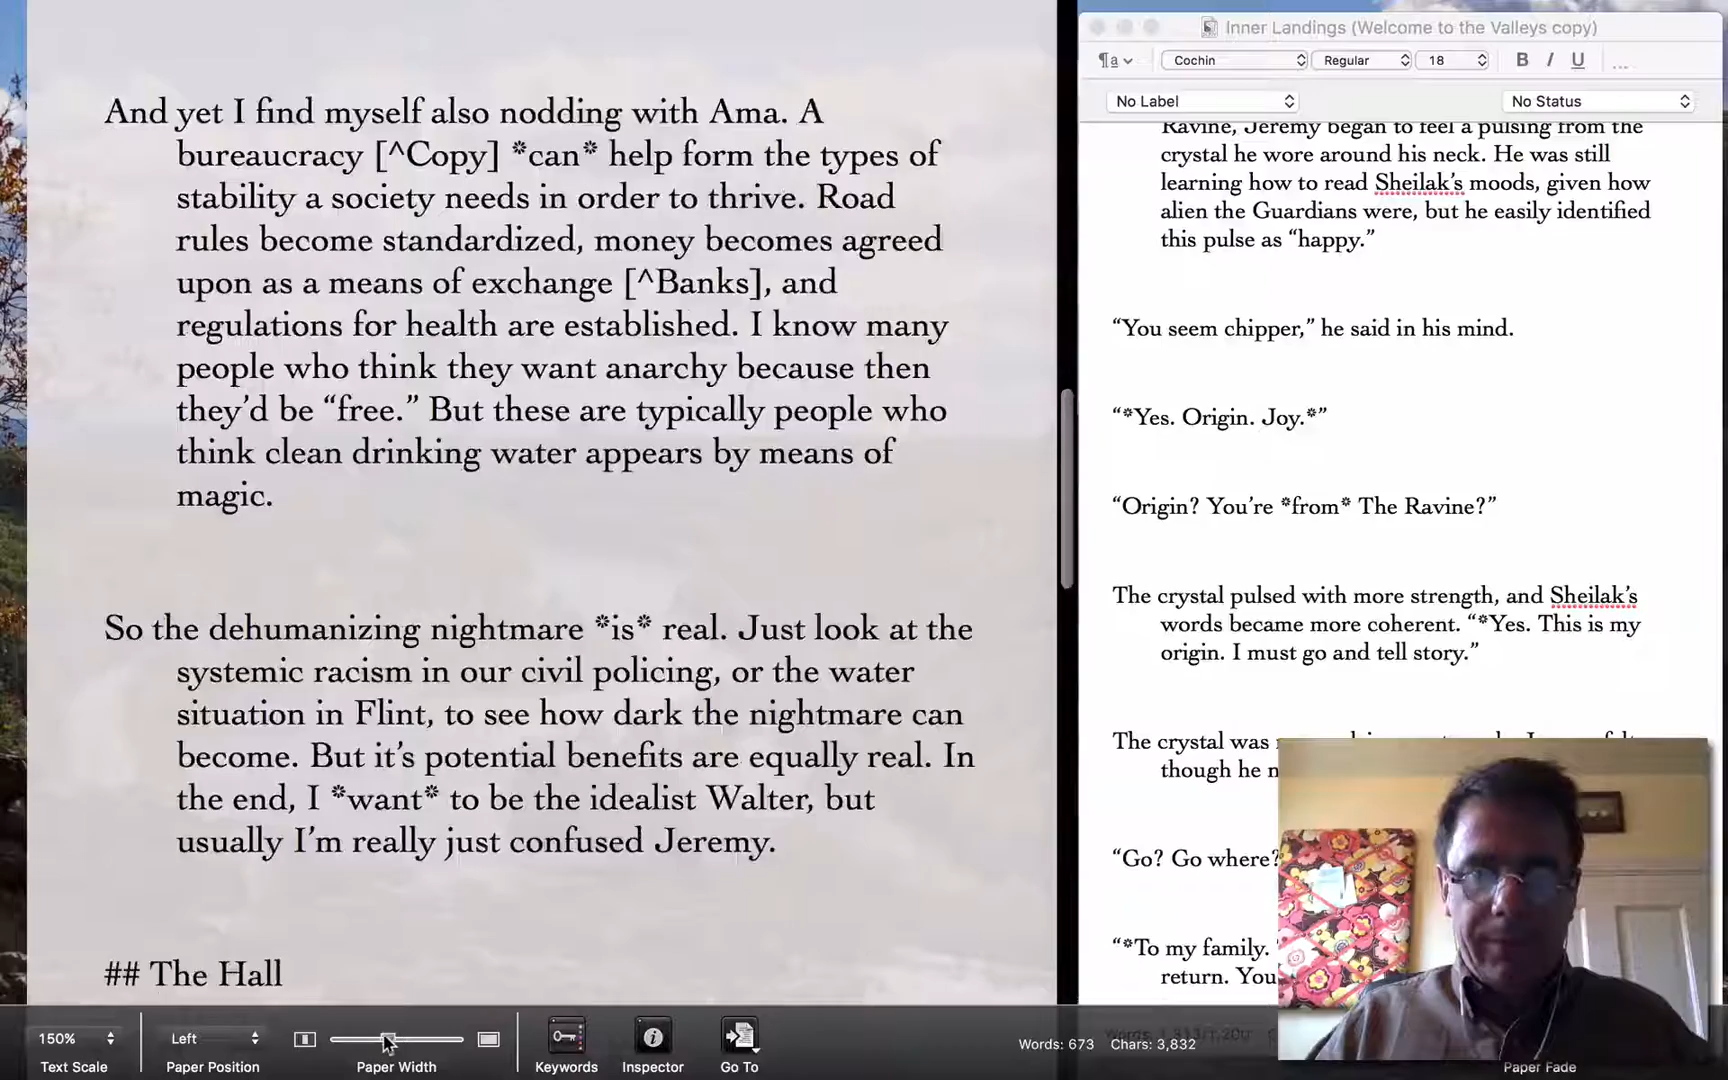 And yet I find myself also nodding with Ama. A
bureaucracy [^Copy] *can* help form the types of
stability a society needs in order to thrive. Road
rules become standardized, money becomes agreed
upon as a means of exchange [^Banks], and
regulations for health are established. I know many
people who think they want anarchy because then
they’d be “free.” But these are typically people who
think clean drinking water appears by means of
magic.
So the dehumanizing nightmare *is* real. Just look at the
systemic racism in our civil policing, or the water
situation in Flint, to see how dark the nightmare can
become. But it’s potential benefits are equally real. In
the end, I *want* to be the idealist Walter, but
usually I’m really just confused Jeremy.
## The Hall
Inner Landings (Welcome to the Valleys copy)
¶a Cochin Regular 18 B I U ...
No Label No Status
Ravine, Jeremy began to feel a pulsing from the
crystal he wore around his neck. He was still
learning how to read Sheilak’s moods, given how
alien the Guardians were, but he easily identified
this pulse as “happy.”
“You seem chipper,” he said in his mind.
“*Yes. Origin. Joy.*”
“Origin? You’re *from* The Ravine?”
The crystal pulsed with more strength, and Sheilak’s
words became more coherent. “*Yes. This is my
origin. I must go and tell story.”
The crystal was
though he
“Go? Go where?
“*To my family.
return. You
150% Left
Text Scale Paper Position Paper Width Keywords Inspector Go To
Words: 673 Chars: 3,832
Paper Fade